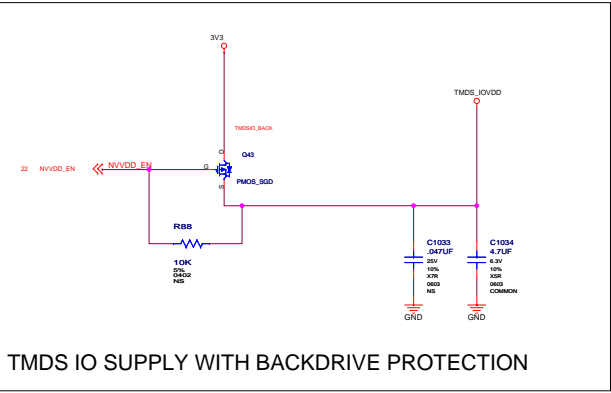 3V3
TMDS_IOVDD
TMDSIO_BACK
D
Q43
22 NVVDD_EN NVVDD_EN
G
PMOS_SGD
S
R88
10K
5%
0402
NS
C1033
.047UF
25V
10%
X7R
0603
NS
C1034
4.7UF
6.3V
10%
X5R
0603
COMMON
GND
GND
TMDS IO SUPPLY WITH BACKDRIVE PROTECTION